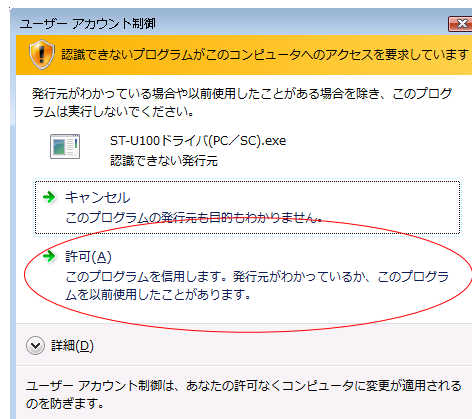 ユーザー アカウント制御
認識できないプログラムがこのコンピュータへのアクセスを要求しています
発行元がわかっている場合や以前使用したことがある場合を除き、このプログ
ラムは実行しないでください。
ST-U100ドライバ(PC／SC).exe
認識できない発行元
キャンセル
このプログラムの発行元も目的もわかりません。
許可(A)
このプログラムを信用します。発行元がわかっているか、このプログラ
ムを以前使用したことがあります。
詳細(D)
ユーザー アカウント制御は、あなたの許可なくコンピュータに変更が適用される
のを防ぎます。